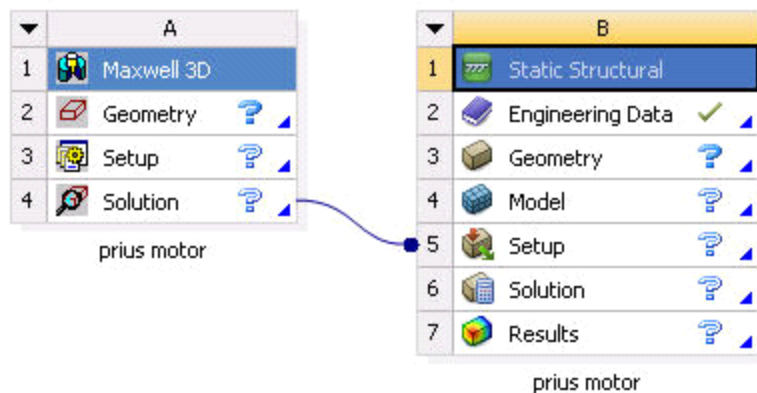 A
1 Maxwell 3D
2 Geometry ?
3 Setup ?
4 Solution ?
prius motor
B
1 Static Structural
2 Engineering Data
3 Geometry ?
4 Model ?
5 Setup ?
6 Solution ?
7 Results ?
prius motor